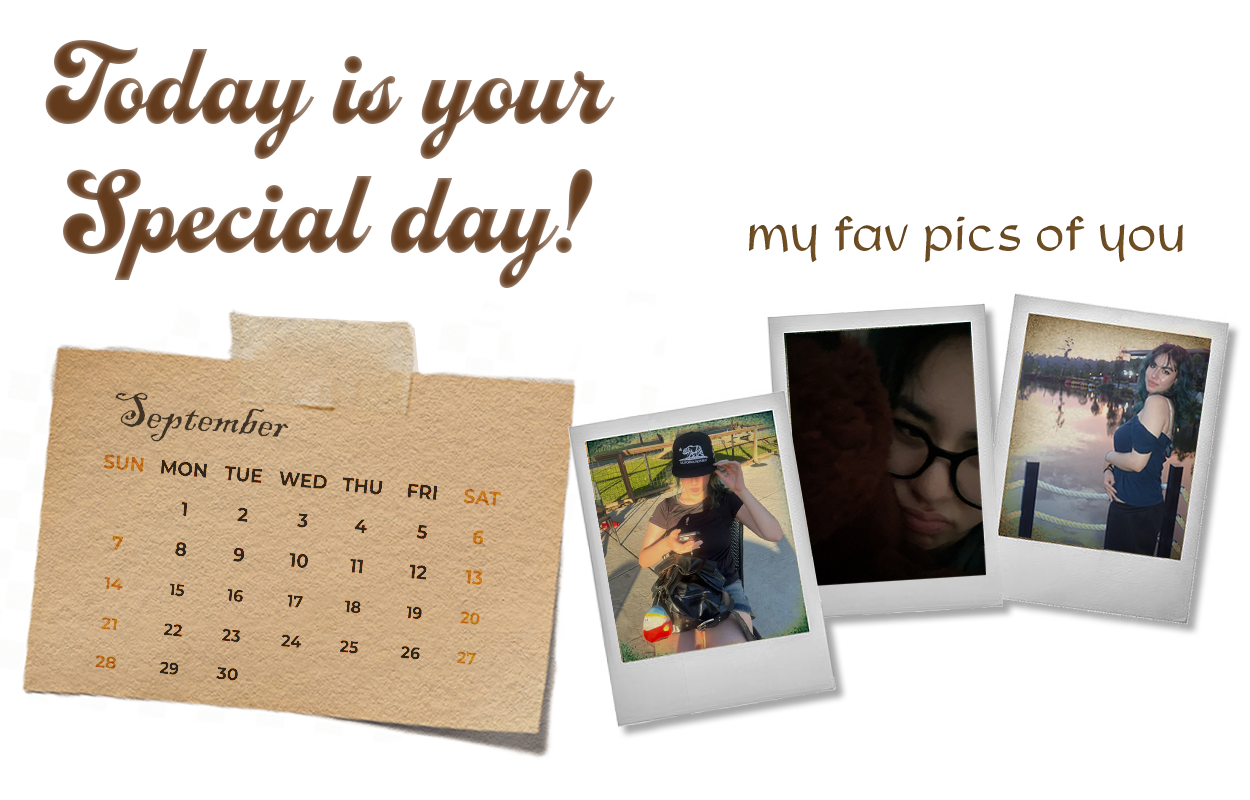 Today is your
Special day!
my fav pics of you
September
SUN MON TUE WED THU FRI SAT
1 2 3 4 5 6
7 8 9 10 11 12 13
14 15 16 17 18 19 20
21 22 23 24 25 26 27
28 29 30